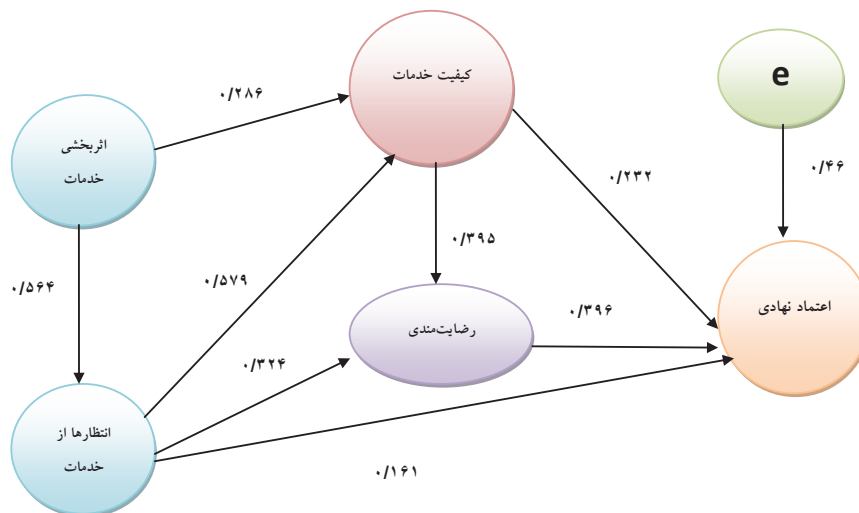 کیفیت خدمات
e
۰/۲۸۶
اثربخشی
خدمات
۰/۴۶
۰/۲۳۲
۰/۳۹۵
۰/۵۷۹
۰/۵۶۴
اعتماد نهادی
۰/۳۹۶
رضایت‌مندی
۰/۳۲۴
انتظارها از
خدمات
۰/۱۶۱